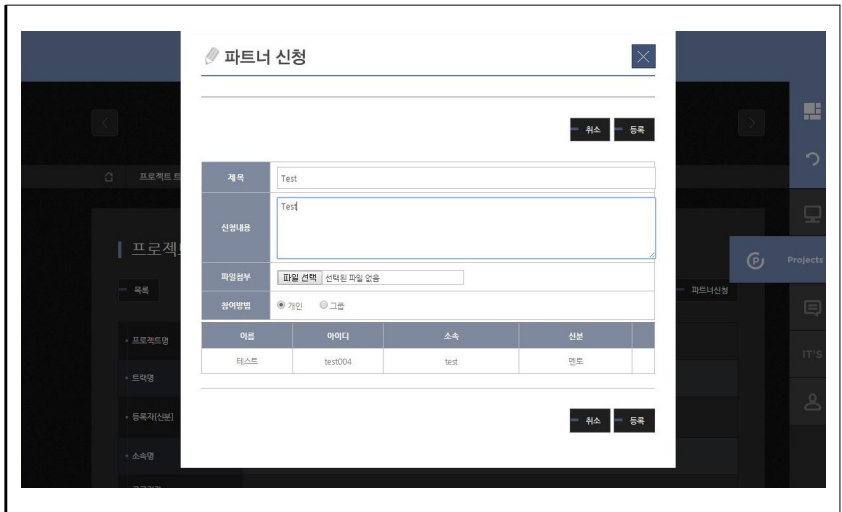 파트너 신청
취소 등록
프로젝트 트
제목 Test
신청내용 Test
프로젝
Projects
파일첨부 파일 선택 선택된 파일 없음
목록 파트너신청
참여방법 개인 그룹
이름 아이디 소속 신분
프로젝트명
테스트 test004 test 멘토
IT'S
트랙명
등록자[신분]
취소 등록
소속명